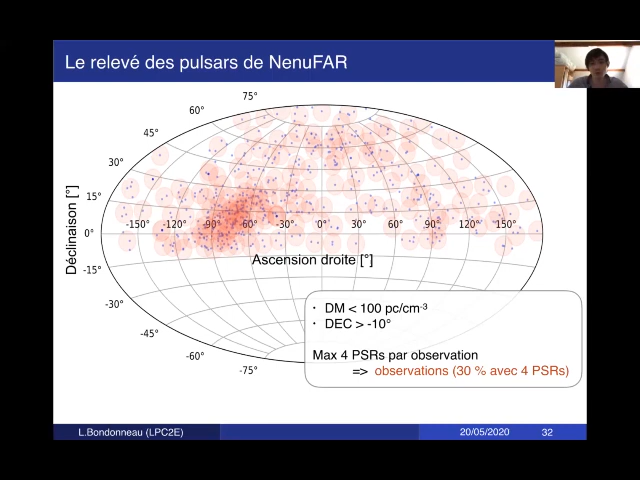 Le relevé des pulsars de NenuFAR
75°
60°
45°
30°
15°
0°
-15°
-30°
-45°
-60°
-75°
-150° -120° -90° -60° -30° 0° 30° 60° 90° 120° 150°
Déclinaison [°]
Ascension droite [°]
· DM < 100 pc/cm⁻³
· DEC > -10°
Max 4 PSRs par observation
=> observations (30 % avec 4 PSRs)
L.Bondonneau (LPC2E)
20/05/2020
32